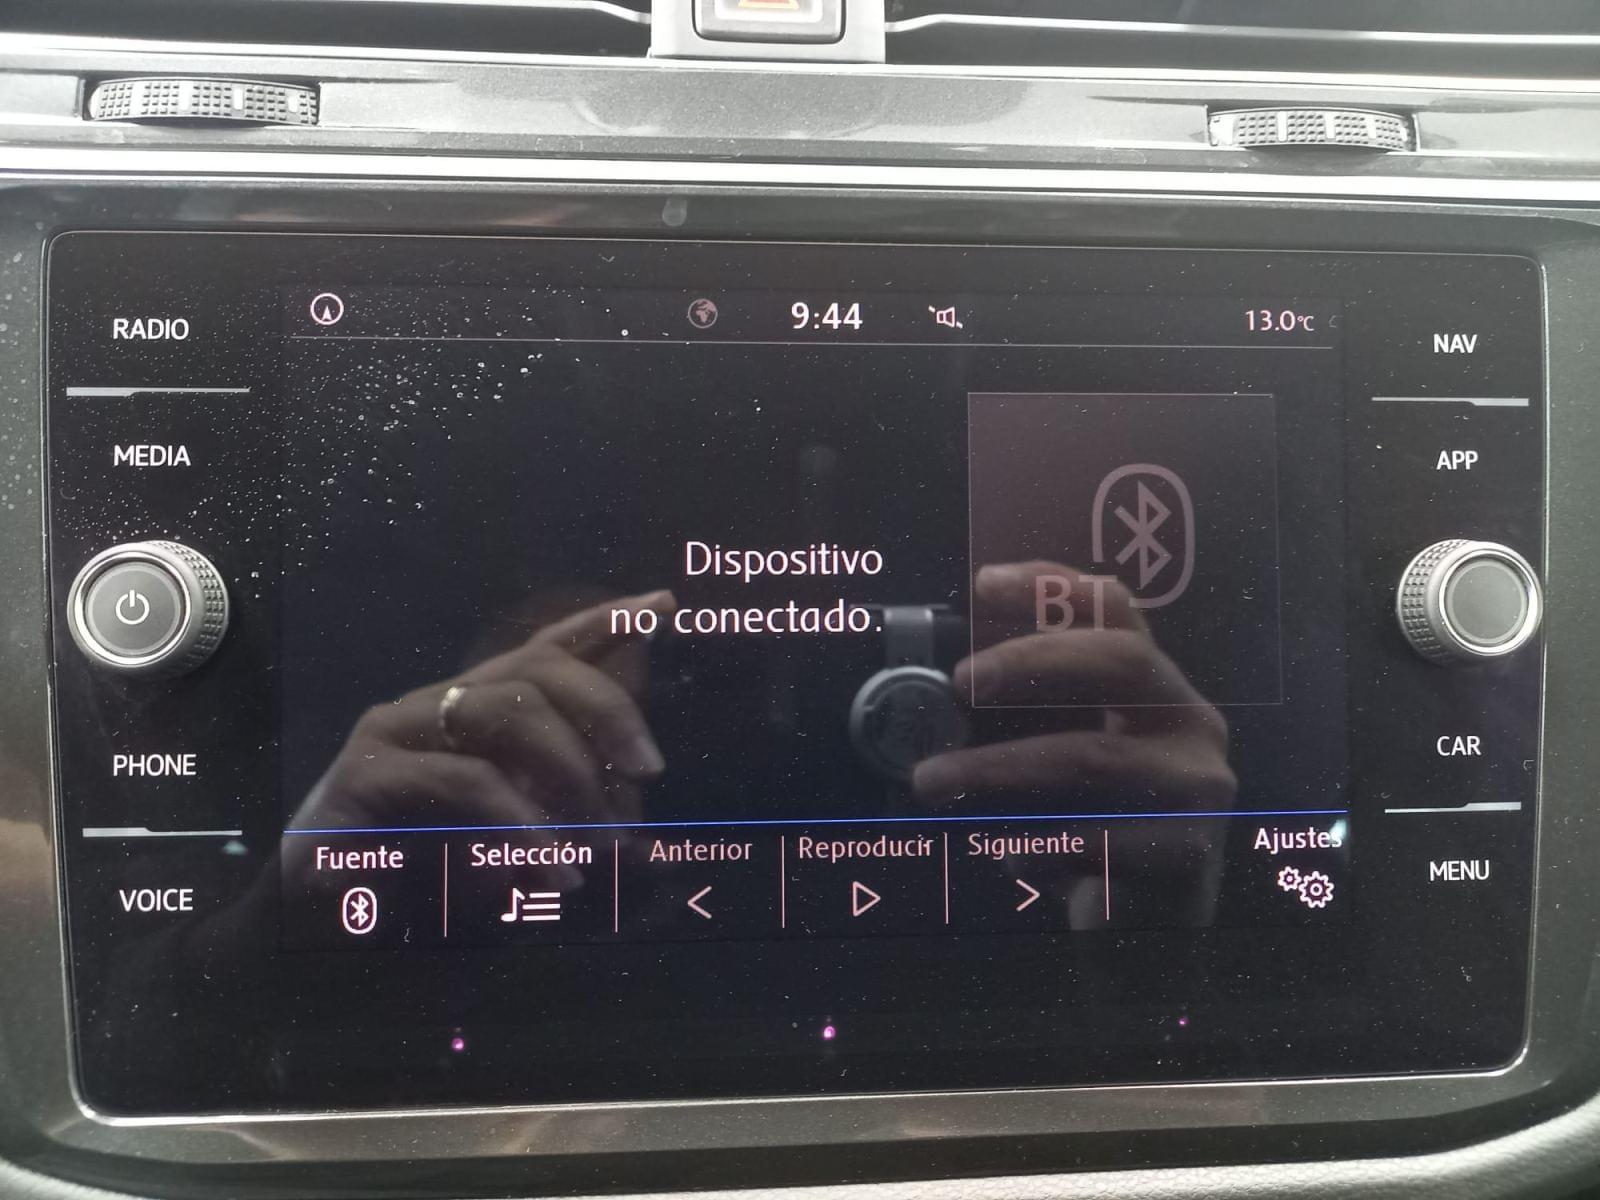 RADIO
9:44
13.0°C
NAV
MEDIA
APP
Dispositivo
no conectado.
BT
PHONE
CAR
Fuente
Selección
Anterior
Reproducir
Siguiente
Ajustes
VOICE
MENU